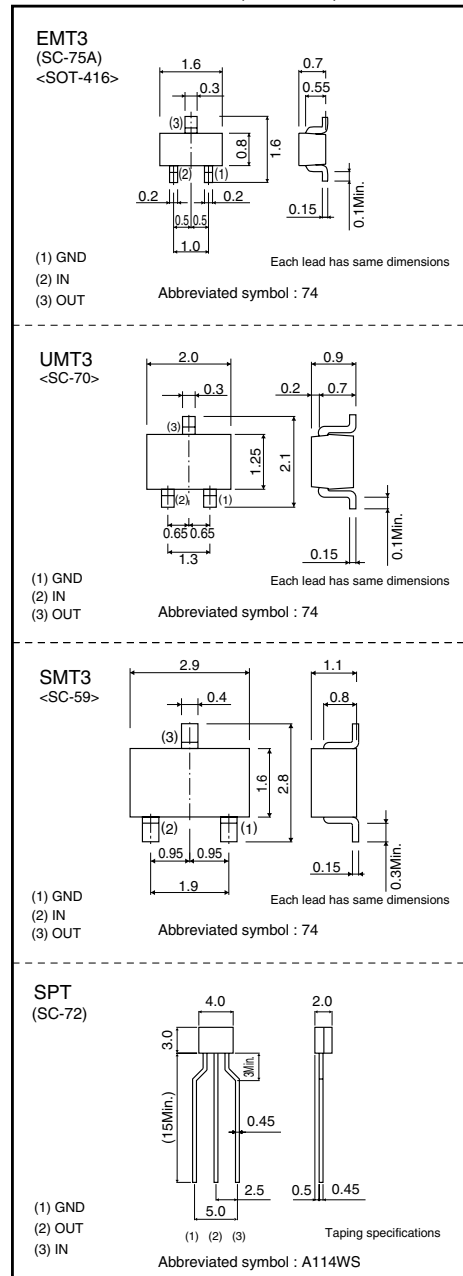 EMT3
(SC-75A)
<SOT-416>
1.6
0.3
(3)
0.8
1.6
(2)
(1)
0.2
0.2
0.5
0.5
1.0
0.7
0.55
0.15
0.1Min.
(1) GND
(2) IN
(3) OUT
Each lead has same dimensions
Abbreviated symbol : 74
UMT3
<SC-70>
2.0
0.3
(3)
1.25
2.1
(2)
(1)
0.65
0.65
1.3
0.9
0.2
0.7
0.15
0.1Min.
(1) GND
(2) IN
(3) OUT
Each lead has same dimensions
Abbreviated symbol : 74
SMT3
<SC-59>
2.9
0.4
(3)
1.6
2.8
(2)
(1)
0.95
0.95
1.9
1.1
0.8
0.15
0.3Min.
(1) GND
(2) IN
(3) OUT
Each lead has same dimensions
Abbreviated symbol : 74
SPT
(SC-72)
4.0
2.0
3.0
3Min.
(15Min.)
0.45
2.5
0.5
0.45
5.0
(1) (2) (3)
(1) GND
(2) OUT
(3) IN
Taping specifications
Abbreviated symbol : A114WS